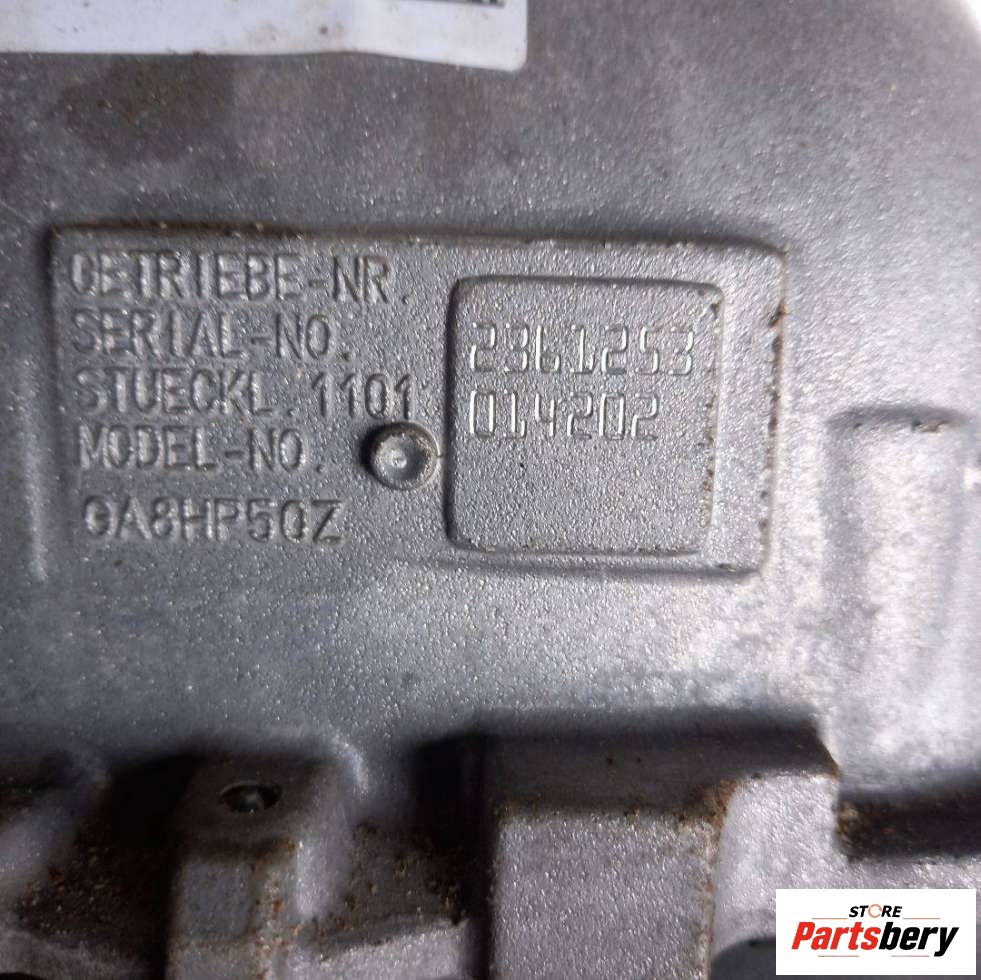 GETRIEBE-NR.
SERIAL-NO. 2361253
STUECKL. 1101 014202
MODEL-NO.
GA8HP50Z
STORE
Partsbery